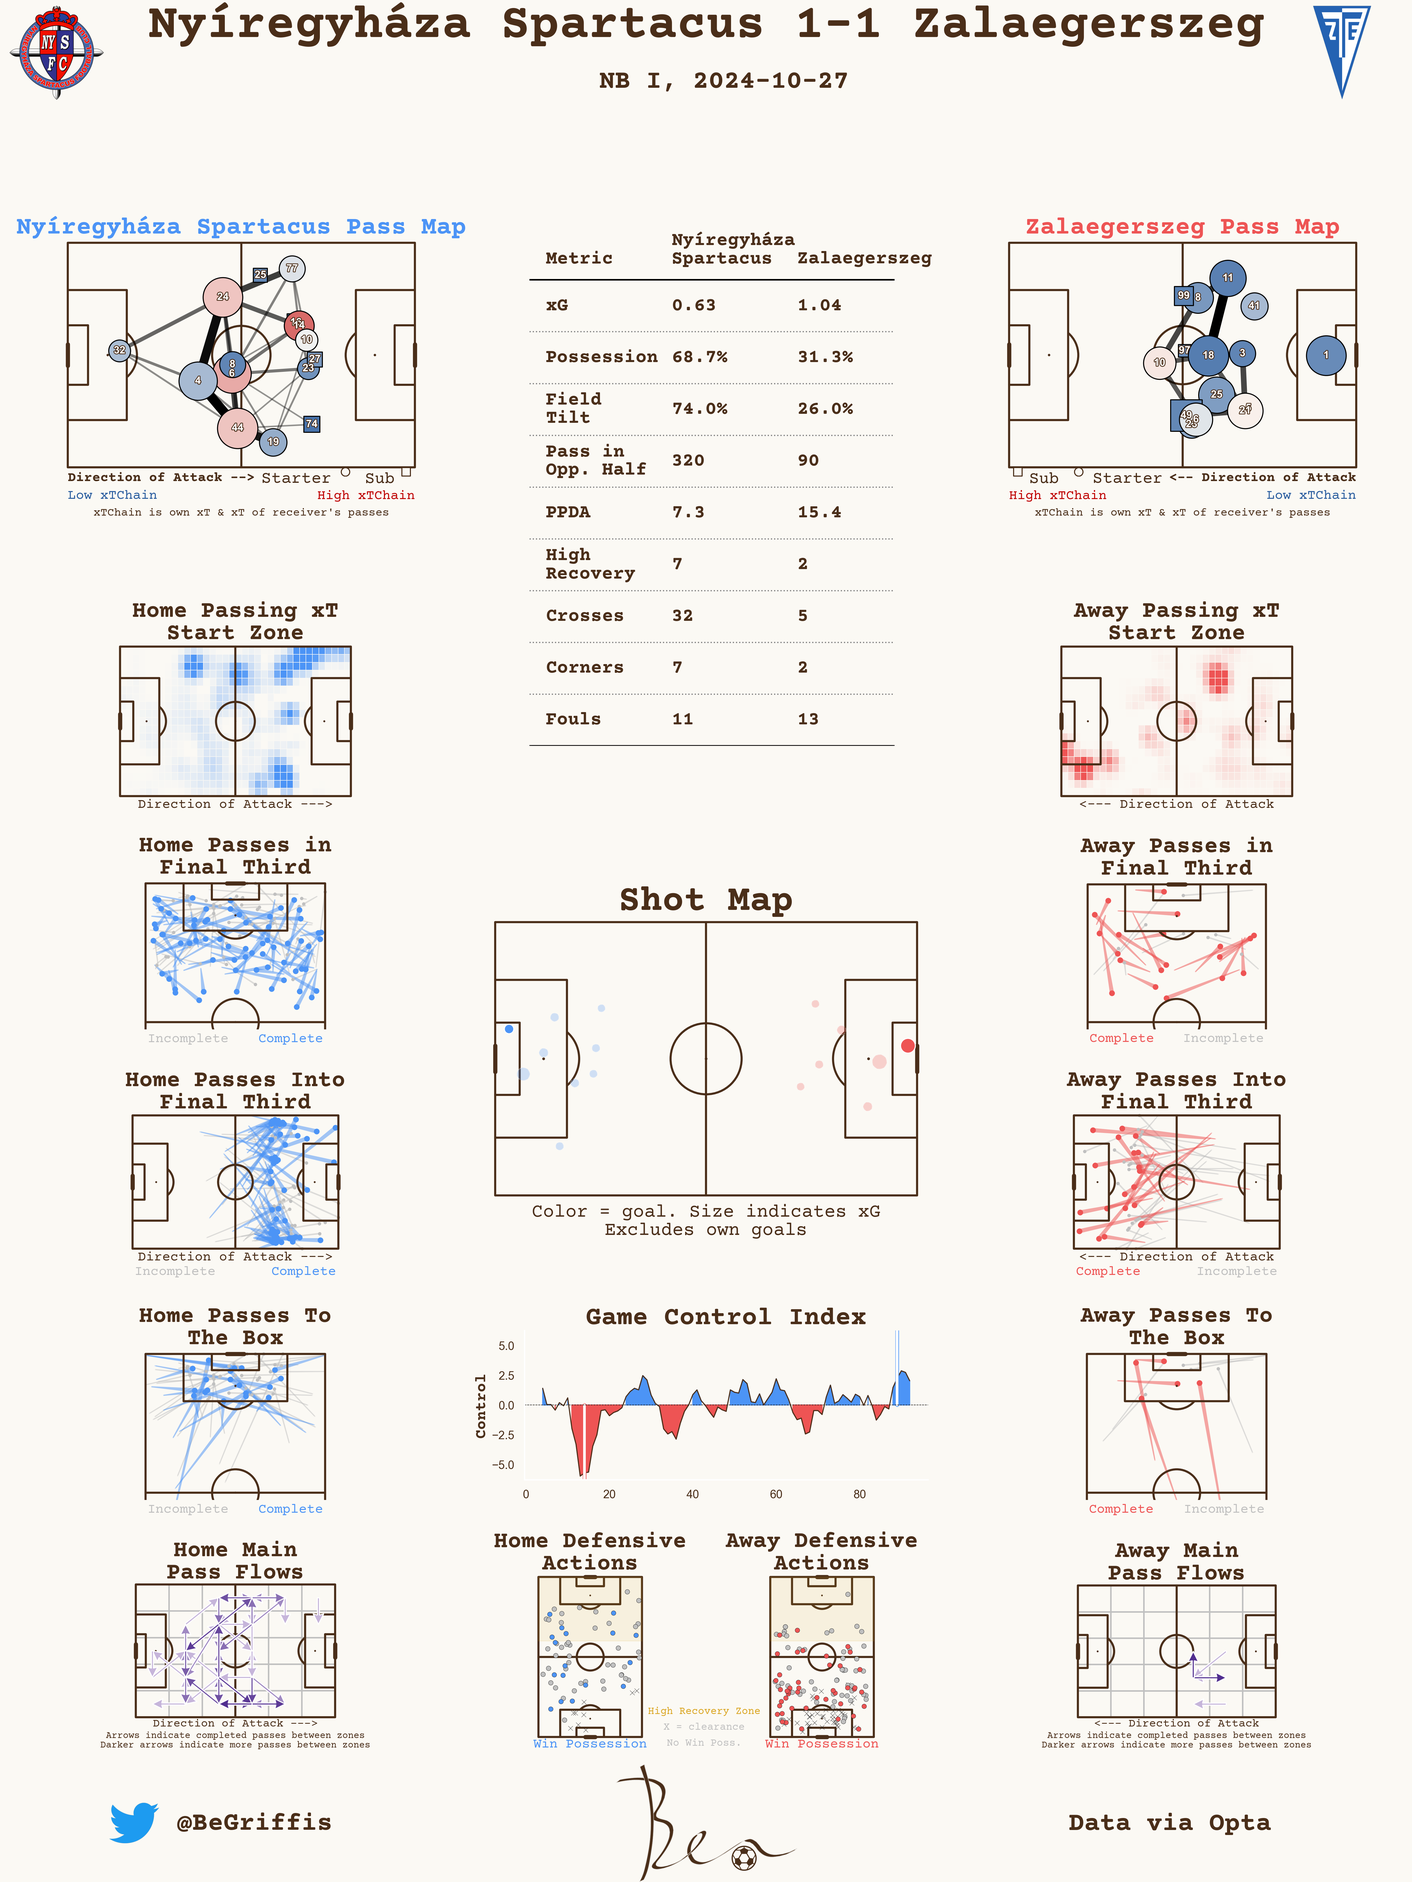 Nyíregyháza Spartacus 1-1 Zalaegerszeg
NB I, 2024-10-27
NY S
F C
ZTE
Nyíregyháza Spartacus Pass Map
25
77
24
14
10
32
27
8
6
23
4
44
19
74
Direction of Attack --> Starter Sub
Low xTChain High xTChain
xTChain is own xT & xT of receiver's passes
Metric Nyíregyháza Spartacus Zalaegerszeg
xG 0.63 1.04
Possession 68.7% 31.3%
Field Tilt 74.0% 26.0%
Pass in Opp. Half 320 90
PPDA 7.3 15.4
High Recovery 7 2
Crosses 32 5
Corners 7 2
Fouls 11 13
Zalaegerszeg Pass Map
11
99
8
41
97
18
3
1
10
25
49
Sub Starter <-- Direction of Attack
High xTChain Low xTChain
xTChain is own xT & xT of receiver's passes
Home Passing xT
Start Zone
Direction of Attack --->
Away Passing xT
Start Zone
<--- Direction of Attack
Home Passes in
Final Third
Incomplete Complete
Away Passes in
Final Third
Complete Incomplete
Shot Map
Color = goal. Size indicates xG
Excludes own goals
Home Passes Into
Final Third
Direction of Attack --->
Incomplete Complete
Away Passes Into
Final Third
<--- Direction of Attack
Complete Incomplete
Home Passes To
The Box
Incomplete Complete
Game Control Index
Control
5.0
2.5
0.0
−2.5
−5.0
0 20 40 60 80
Away Passes To
The Box
Complete Incomplete
Home Main
Pass Flows
Direction of Attack --->
Arrows indicate completed passes between zones
Darker arrows indicate more passes between zones
Home Defensive
Actions
Win Possession
Away Defensive
Actions
Win Possession
High Recovery Zone
X = clearance
No Win Poss.
Away Main
Pass Flows
<--- Direction of Attack
Arrows indicate completed passes between zones
Darker arrows indicate more passes between zones
@BeGriffis
Ben
Data via Opta